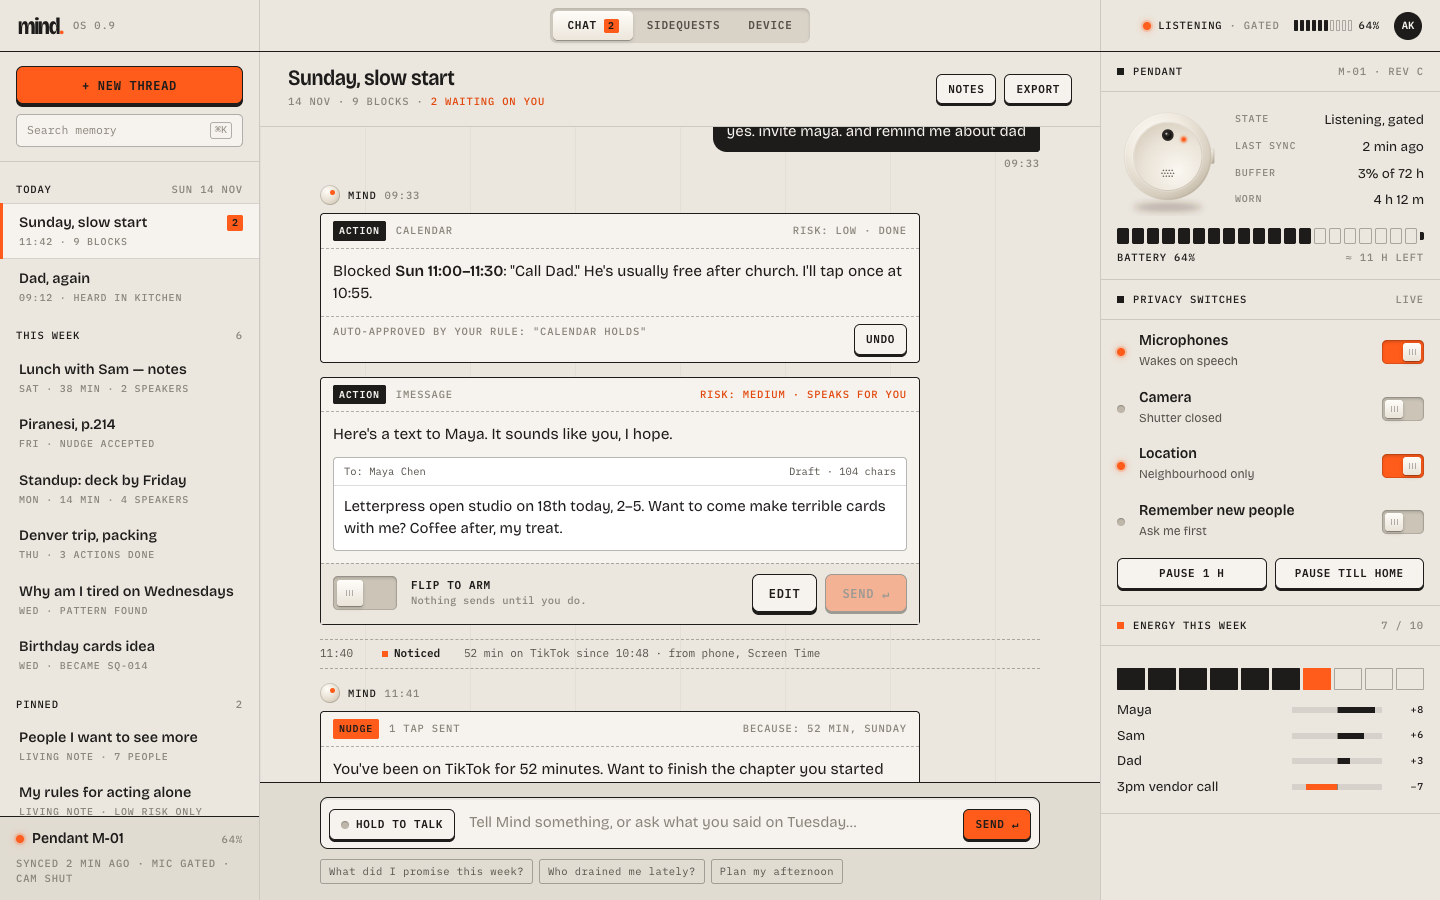 mind. OS 0.9
CHAT 2 SIDEQUESTS DEVICE
LISTENING · GATED 64% AK
+ NEW THREAD
Search memory ⌘K
TODAY SUN 14 NOV
Sunday, slow start 2
11:42 · 9 BLOCKS
Dad, again
09:12 · HEARD IN KITCHEN
THIS WEEK 6
Lunch with Sam — notes
SAT · 38 MIN · 2 SPEAKERS
Piranesi, p.214
FRI · NUDGE ACCEPTED
Standup: deck by Friday
MON · 14 MIN · 4 SPEAKERS
Denver trip, packing
THU · 3 ACTIONS DONE
Why am I tired on Wednesdays
WED · PATTERN FOUND
Birthday cards idea
WED · BECAME SQ-014
PINNED 2
People I want to see more
LIVING NOTE · 7 PEOPLE
My rules for acting alone
LIVING NOTE · LOW RISK ONLY
Pendant M-01 64%
SYNCED 2 MIN AGO · MIC GATED ·
CAM SHUT
Sunday, slow start
14 NOV · 9 BLOCKS · 2 WAITING ON YOU
NOTES EXPORT
yes. invite maya. and remind me about dad
09:33
MIND 09:33
ACTION CALENDAR RISK: LOW · DONE
Blocked Sun 11:00–11:30: "Call Dad." He's usually free after church. I'll tap once at
10:55.
AUTO-APPROVED BY YOUR RULE: "CALENDAR HOLDS"
UNDO
ACTION IMESSAGE RISK: MEDIUM · SPEAKS FOR YOU
Here's a text to Maya. It sounds like you, I hope.
To: Maya Chen Draft · 104 chars
Letterpress open studio on 18th today, 2–5. Want to come make terrible cards
with me? Coffee after, my treat.
FLIP TO ARM
Nothing sends until you do.
EDIT SEND ↵
11:40 Noticed 52 min on TikTok since 10:48 · from phone, Screen Time
MIND 11:41
NUDGE 1 TAP SENT BECAUSE: 52 MIN, SUNDAY
You've been on TikTok for 52 minutes. Want to finish the chapter you started
HOLD TO TALK Tell Mind something, or ask what you said on Tuesday... SEND ↵
What did I promise this week? Who drained me lately? Plan my afternoon
PENDANT M-01 · REV C
STATE Listening, gated
LAST SYNC 2 min ago
BUFFER 3% of 72 h
WORN 4 h 12 m
BATTERY 64% ≈ 11 H LEFT
PRIVACY SWITCHES LIVE
Microphones
Wakes on speech
Camera
Shutter closed
Location
Neighbourhood only
Remember new people
Ask me first
PAUSE 1 H PAUSE TILL HOME
ENERGY THIS WEEK 7 / 10
Maya +8
Sam +6
Dad +3
3pm vendor call −7